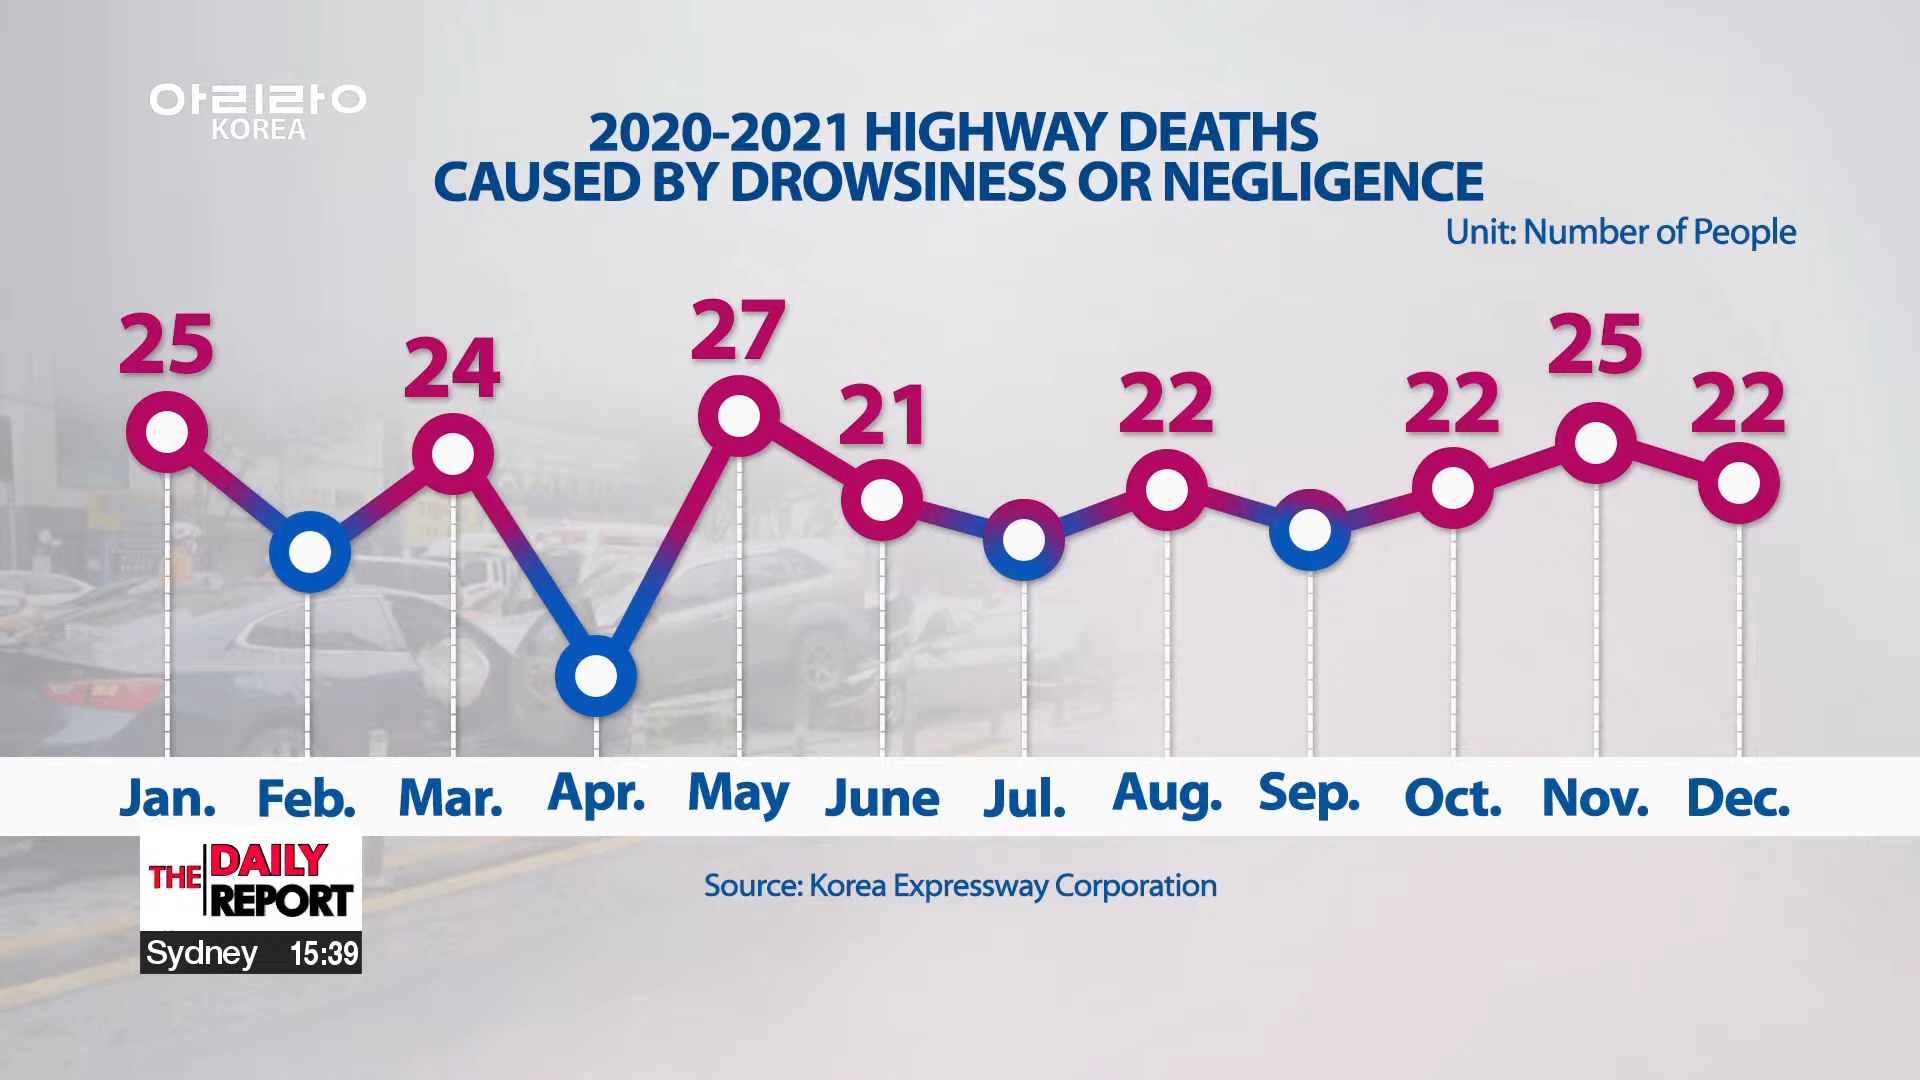 아리랑
KOREA
2020-2021 HIGHWAY DEATHS
CAUSED BY DROWSINESS OR NEGLIGENCE
Unit: Number of People
25
24
27
21
22
22
25
22
Jan.
Feb.
Mar.
Apr.
May
June
Jul.
Aug.
Sep.
Oct.
Nov.
Dec.
THE DAILY
REPORT
Sydney 15:39
Source: Korea Expressway Corporation